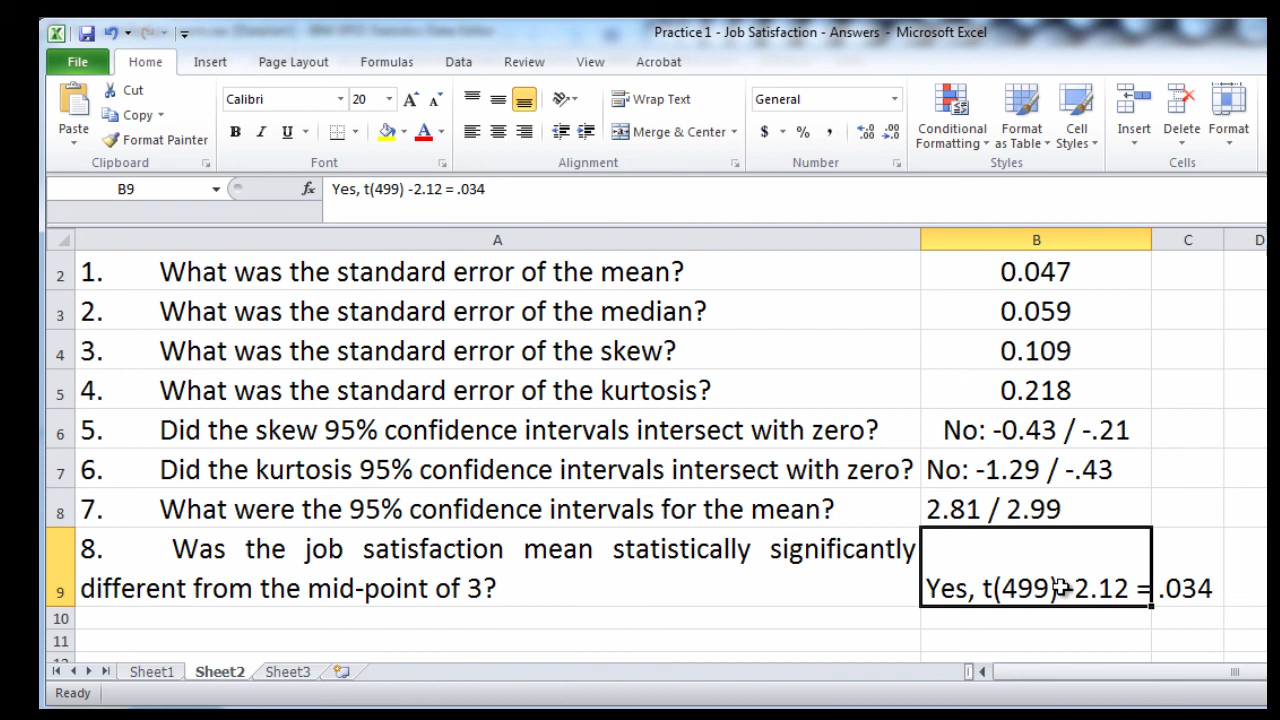 Practice 1 - Job Satisfaction - Answers - Microsoft Excel
File Home Insert Page Layout Formulas Data Review View Acrobat
Paste
Cut
Copy
Format Painter
Clipboard
Calibri 20 A A
B I U A
Font
Wrap Text
Merge & Center
Alignment
General
$ % , .0 .00 .00 .0
Number
Conditional Formatting
Format as Table
Cell Styles
Styles
Insert Delete Format
Cells
B9 fx Yes, t(499) -2.12 = .034
A B C D
2 1. What was the standard error of the mean? 0.047
3 2. What was the standard error of the median? 0.059
4 3. What was the standard error of the skew? 0.109
5 4. What was the standard error of the kurtosis? 0.218
6 5. Did the skew 95% confidence intervals intersect with zero? No: -0.43 / -.21
7 6. Did the kurtosis 95% confidence intervals intersect with zero? No: -1.29 / -.43
8 7. What were the 95% confidence intervals for the mean? 2.81 / 2.99
8. Was the job satisfaction mean statistically significantly
9 different from the mid-point of 3? Yes, t(499) -2.12 = .034
10
11
Sheet1 Sheet2 Sheet3
Ready